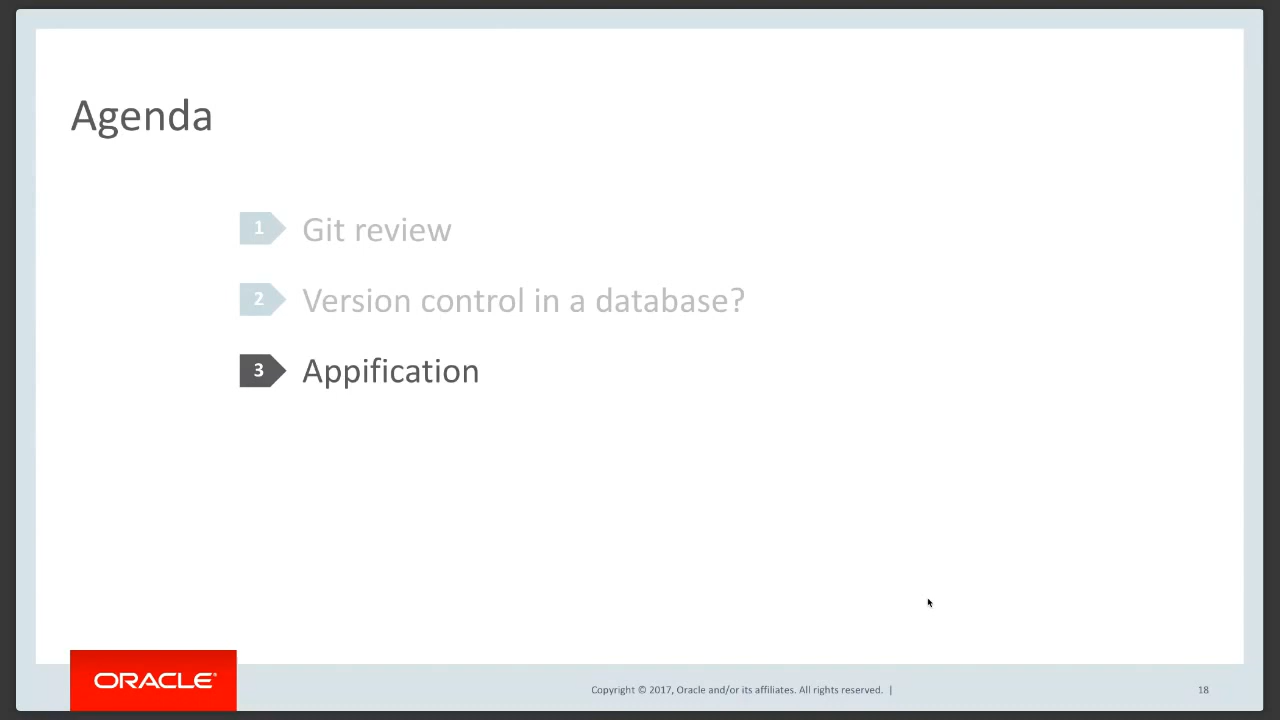 Agenda
1 Git review
2 Version control in a database?
3 Appification
ORACLE®
Copyright © 2017, Oracle and/or its affiliates. All rights reserved. |
18